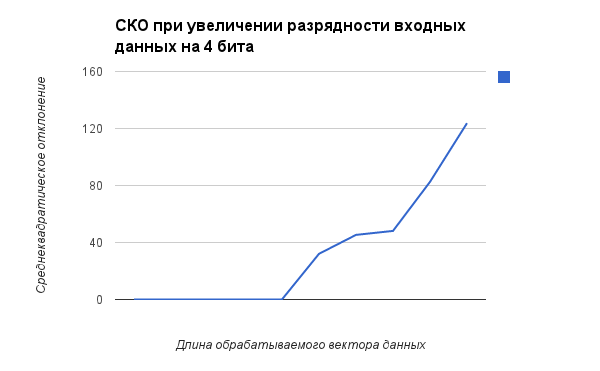 СКО при увеличении разрядности входных
данных на 4 бита
160
120
80
40
0
Среднеквадратическое отклонение
Длина обрабатываемого вектора данных